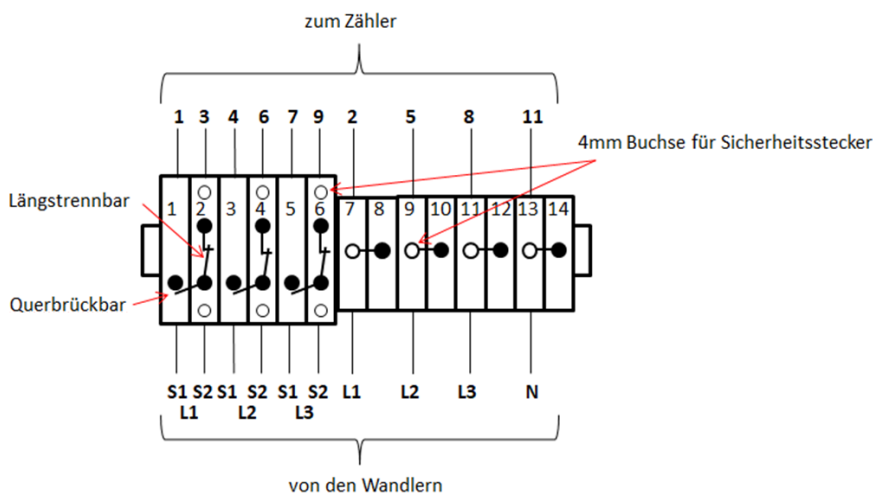 zum Zähler
1 3 4 6 7 9 2 5 8 11
4mm Buchse für Sicherheitsstecker
Längstrennbar
1 2 3 4 5 6 7 8 9 10 11 12 13 14
Querbrückbar
S1 S2 S1 S2 S1 S2 L1 L2 L3 N
L1 L2 L3
von den Wandlern